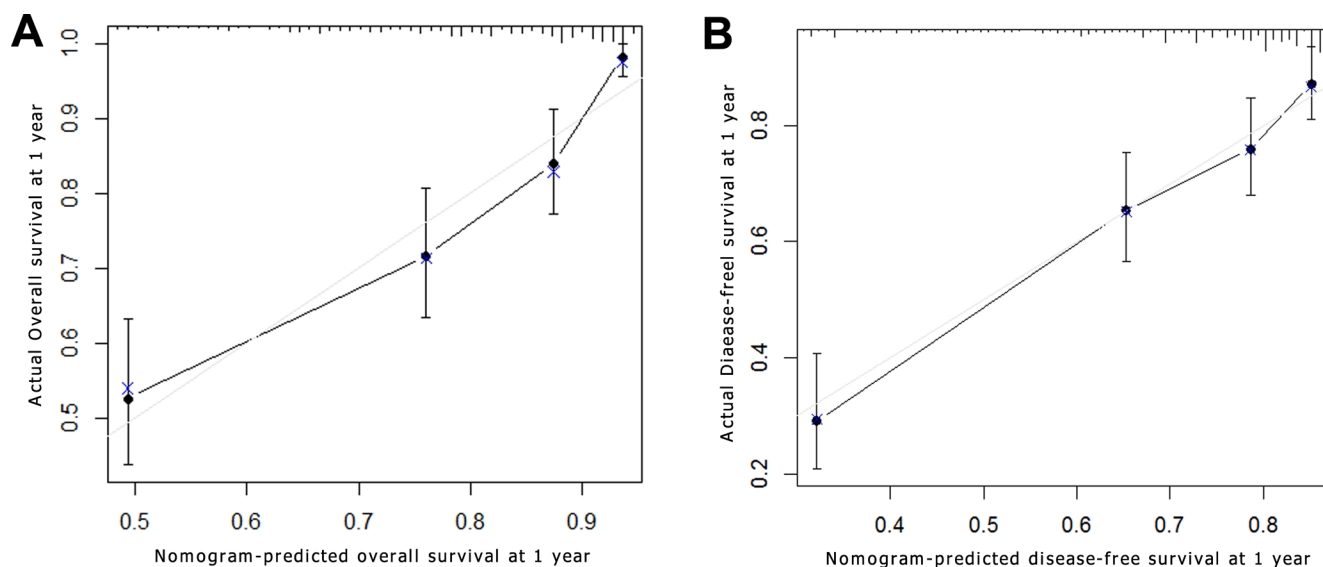 A
Actual Overall survival at 1 year
1.0
0.9
0.8
0.7
0.6
0.5
0.5 0.6 0.7 0.8 0.9
Nomogram-predicted overall survival at 1 year
B
Actual Diaease-freel survival at 1 year
0.8
0.6
0.4
0.2
0.4 0.5 0.6 0.7 0.8
Nomogram-predicted disease-free survival at 1 year